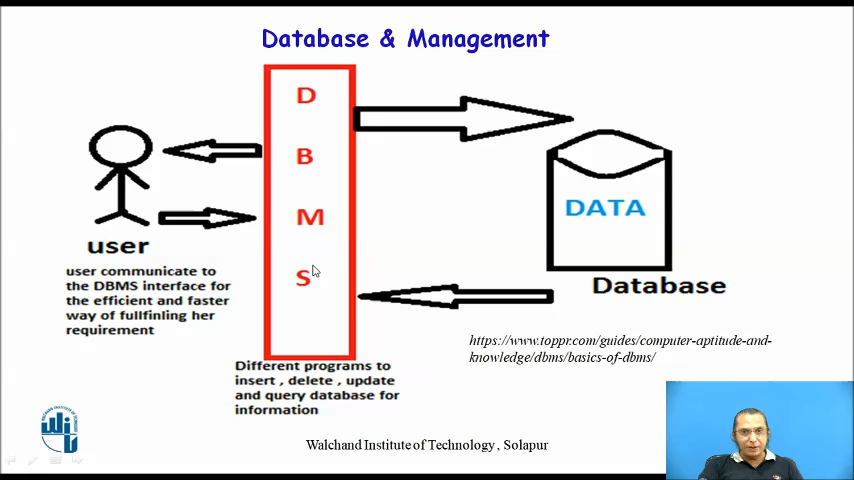 Database & Management
D
B
M
S
DATA
user
Database
user communicate to
the DBMS interface for
the efficient and faster
way of fullfinling her
requirement
https://www.toppr.com/guides/computer-aptitude-and-
knowledge/dbms/basics-of-dbms/
Different programs to
insert , delete , update
and query database for
information
Walchand Institute of Technology , Solapur